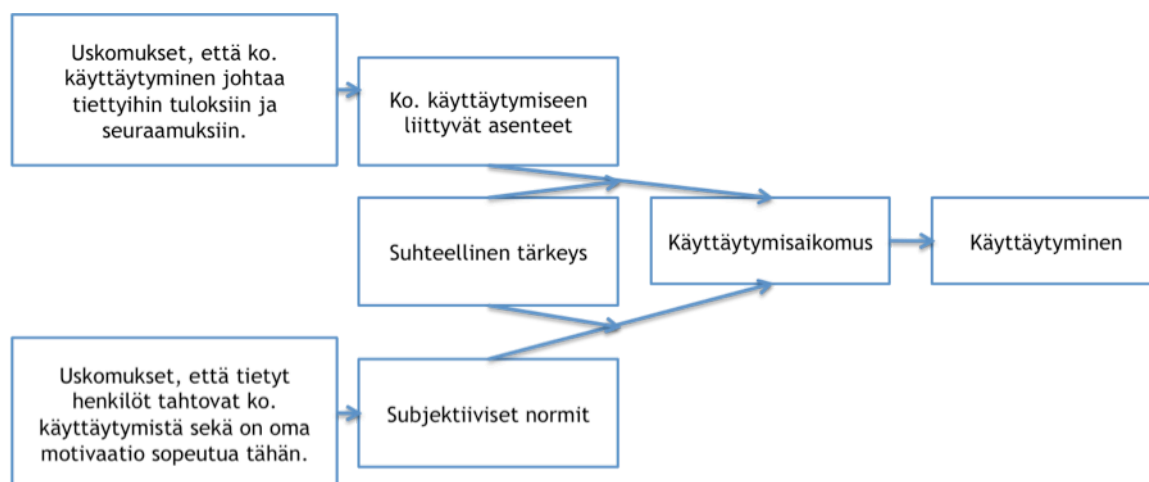 Uskomukset, että ko.
käyttäytyminen johtaa
tiettyihin tuloksiin ja
seuraamuksiin.
Ko. käyttäytymiseen
liittyvät asenteet
Suhteellinen tärkeys
Käyttäytymisaikomus
Käyttäytyminen
Uskomukset, että tietyt
henkilöt tahtovat ko.
käyttäytymistä sekä on oma
motivaatio sopeutua tähän.
Subjektiiviset normit